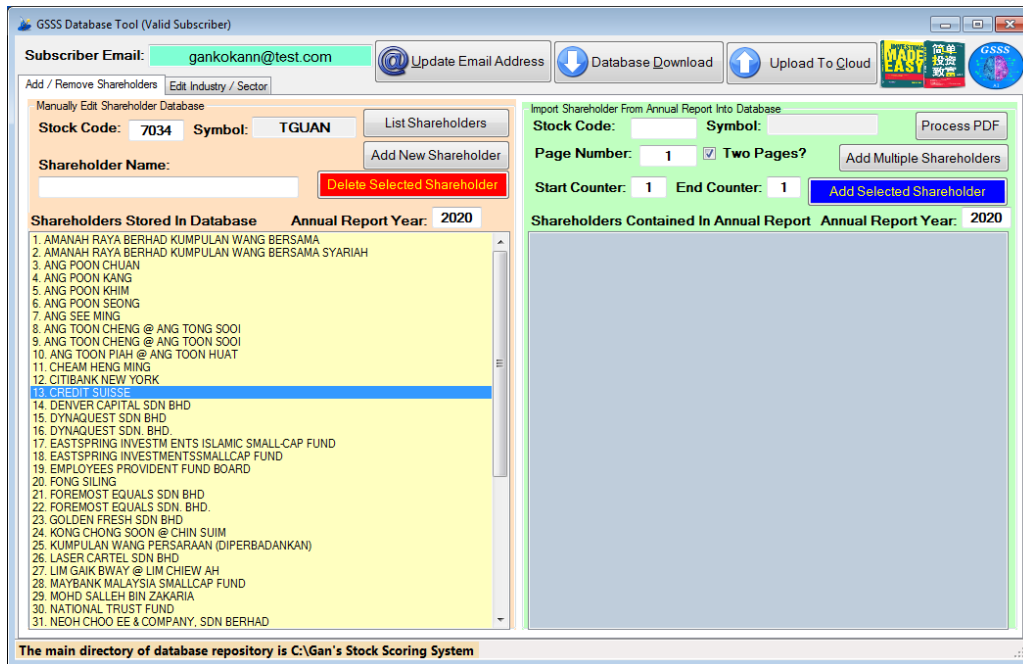 GSSS Database Tool (Valid Subscriber)
Subscriber Email: gankokann@test.com @ Update Email Address Database Download Upload To Cloud MADE EASY 简单投资致富 GSSS
Add / Remove Shareholders Edit Industry / Sector
Manually Edit Shareholder Database
Stock Code: 7034 Symbol: TGUAN List Shareholders
Add New Shareholder
Shareholder Name:
Delete Selected Shareholder
Shareholders Stored In Database Annual Report Year: 2020
1. AMANAH RAYA BERHAD KUMPULAN WANG BERSAMA
2. AMANAH RAYA BERHAD KUMPULAN WANG BERSAMA SYARIAH
3. ANG POON CHUAN
4. ANG POON KANG
5. ANG POON KHIM
6. ANG POON SEONG
7. ANG SEE MING
8. ANG TOON CHENG @ ANG TONG SOOI
9. ANG TOON CHENG @ ANG TOON SOOI
10. ANG TOON PIAH @ ANG TOON HUAT
11. CHEAM HENG MING
12. CITIBANK NEW YORK
13. CREDIT SUISSE
14. DENVER CAPITAL SDN BHD
15. DYNAQUEST SDN BHD
16. DYNAQUEST SDN. BHD.
17. EASTSPRING INVESTM ENTS ISLAMIC SMALL-CAP FUND
18. EASTSPRING INVESTMENTSSMALLCAP FUND
19. EMPLOYEES PROVIDENT FUND BOARD
20. FONG SILING
21. FOREMOST EQUALS SDN BHD
22. FOREMOST EQUALS SDN. BHD.
23. GOLDEN FRESH SDN BHD
24. KONG CHONG SOON @ CHIN SUIM
25. KUMPULAN WANG PERSARAAN (DIPERBADANKAN)
26. LASER CARTEL SDN BHD
27. LIM GAIK BWAY @ LIM CHIEW AH
28. MAYBANK MALAYSIA SMALLCAP FUND
29. MOHD SALLEH BIN ZAKARIA
30. NATIONAL TRUST FUND
31. NEOH CHOO EE & COMPANY, SDN BERHAD
Import Shareholder From Annual Report Into Database
Stock Code: Symbol: Process PDF
Page Number: 1 Two Pages? Add Multiple Shareholders
Start Counter: 1 End Counter: 1 Add Selected Shareholder
Shareholders Contained In Annual Report Annual Report Year: 2020
The main directory of database repository is C:\Gan's Stock Scoring System